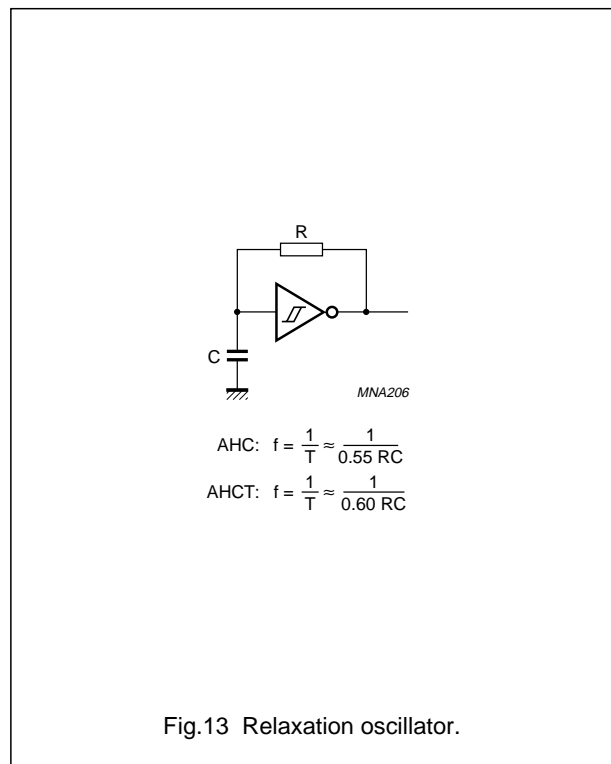 R
C
MNA206
AHC: f = 1/T ≈ 1/0.55 RC
AHCT: f = 1/T ≈ 1/0.60 RC
Fig.13 Relaxation oscillator.